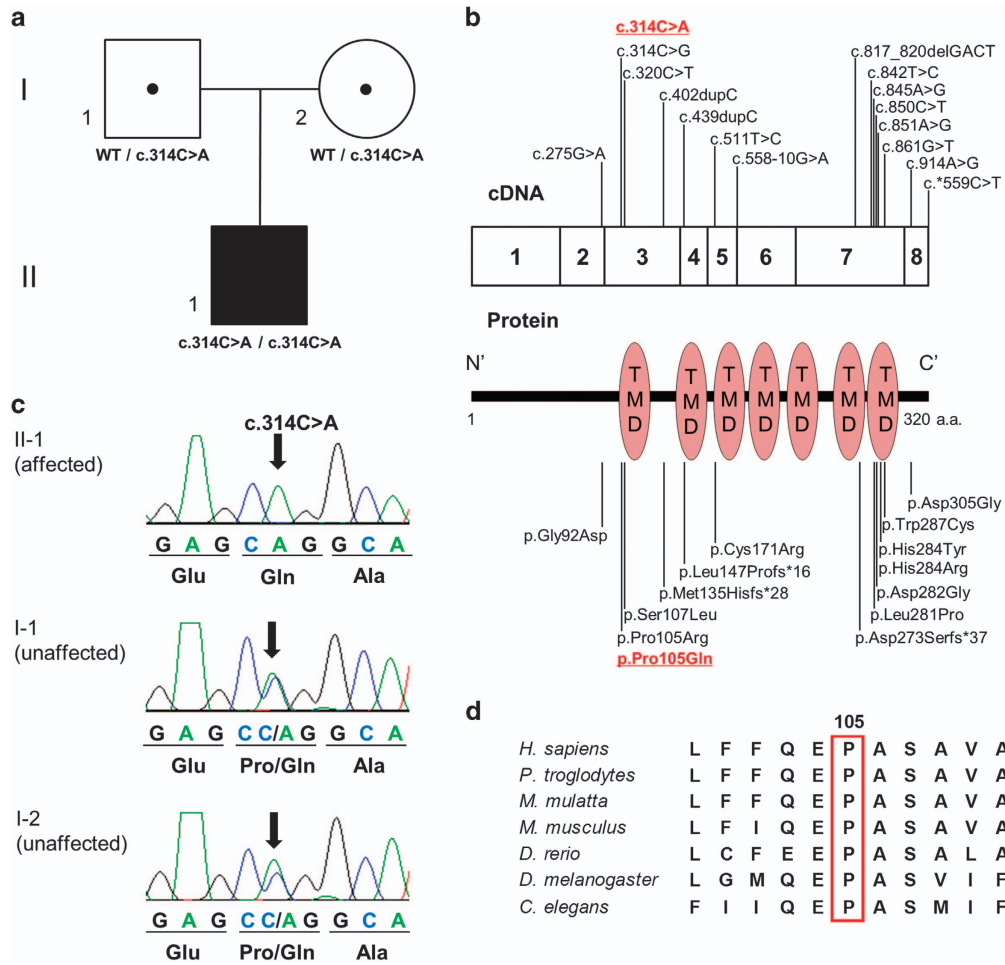 a
I
1
2
WT / c.314C>A
WT / c.314C>A
II
1
c.314C>A / c.314C>A
b
c.314C>A
c.314C>G
c.320C>T
c.402dupC
c.439dupC
c.511T>C
c.558-10G>A
c.275G>A
c.817_820delGACT
c.842T>C
c.845A>G
c.850C>T
c.851A>G
c.861G>T
c.914A>G
c.*559C>T
cDNA
1 2 3 4 5 6 7 8
Protein
N' C'
TMD TMD TMD TMD TMD TMD TMD
1 320 a.a.
p.Gly92Asp
p.Cys171Arg
p.Leu147Profs*16
p.Met135Hisfs*28
p.Ser107Leu
p.Pro105Arg
p.Pro105Gln
p.Asp305Gly
p.Trp287Cys
p.His284Tyr
p.His284Arg
p.Asp282Gly
p.Leu281Pro
p.Asp273Serfs*37
c
c.314C>A
II-1
(affected)
G A G C A G G C A
Glu Gln Ala
I-1
(unaffected)
G A G C C/A G G C A
Glu Pro/Gln Ala
I-2
(unaffected)
G A G C C/A G G C A
Glu Pro/Gln Ala
d
105
H. sapiens L F F Q E P A S A V A
P. troglodytes L F F Q E P A S A V A
M. mulatta L F F Q E P A S A V A
M. musculus L F I Q E P A S A V A
D. rerio L C F E E P A S A L A
D. melanogaster L G M Q E P A S V I F
C. elegans F I I Q E P A S M I F